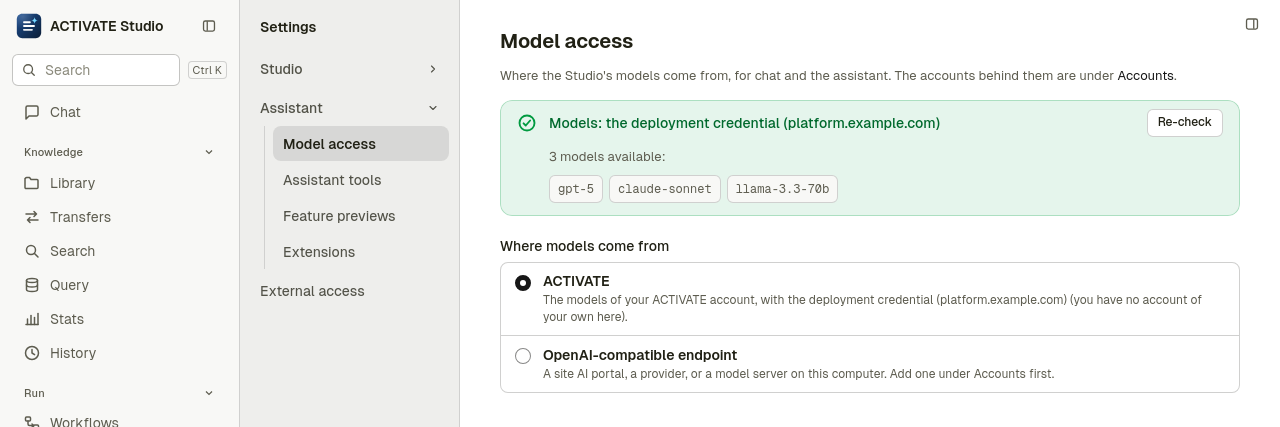 ACTIVATE Studio
Search
Ctrl K
Chat
Knowledge
Library
Transfers
Search
Query
Stats
History
Run
Workflows
Settings
Studio
Assistant
Model access
Assistant tools
Feature previews
Extensions
External access
Model access
Where the Studio's models come from, for chat and the assistant. The accounts behind them are under Accounts.
Models: the deployment credential (platform.example.com)
Re-check
3 models available:
gpt-5
claude-sonnet
llama-3.3-70b
Where models come from
ACTIVATE
The models of your ACTIVATE account, with the deployment credential (platform.example.com) (you have no account of
your own here).
OpenAI-compatible endpoint
A site AI portal, a provider, or a model server on this computer. Add one under Accounts first.